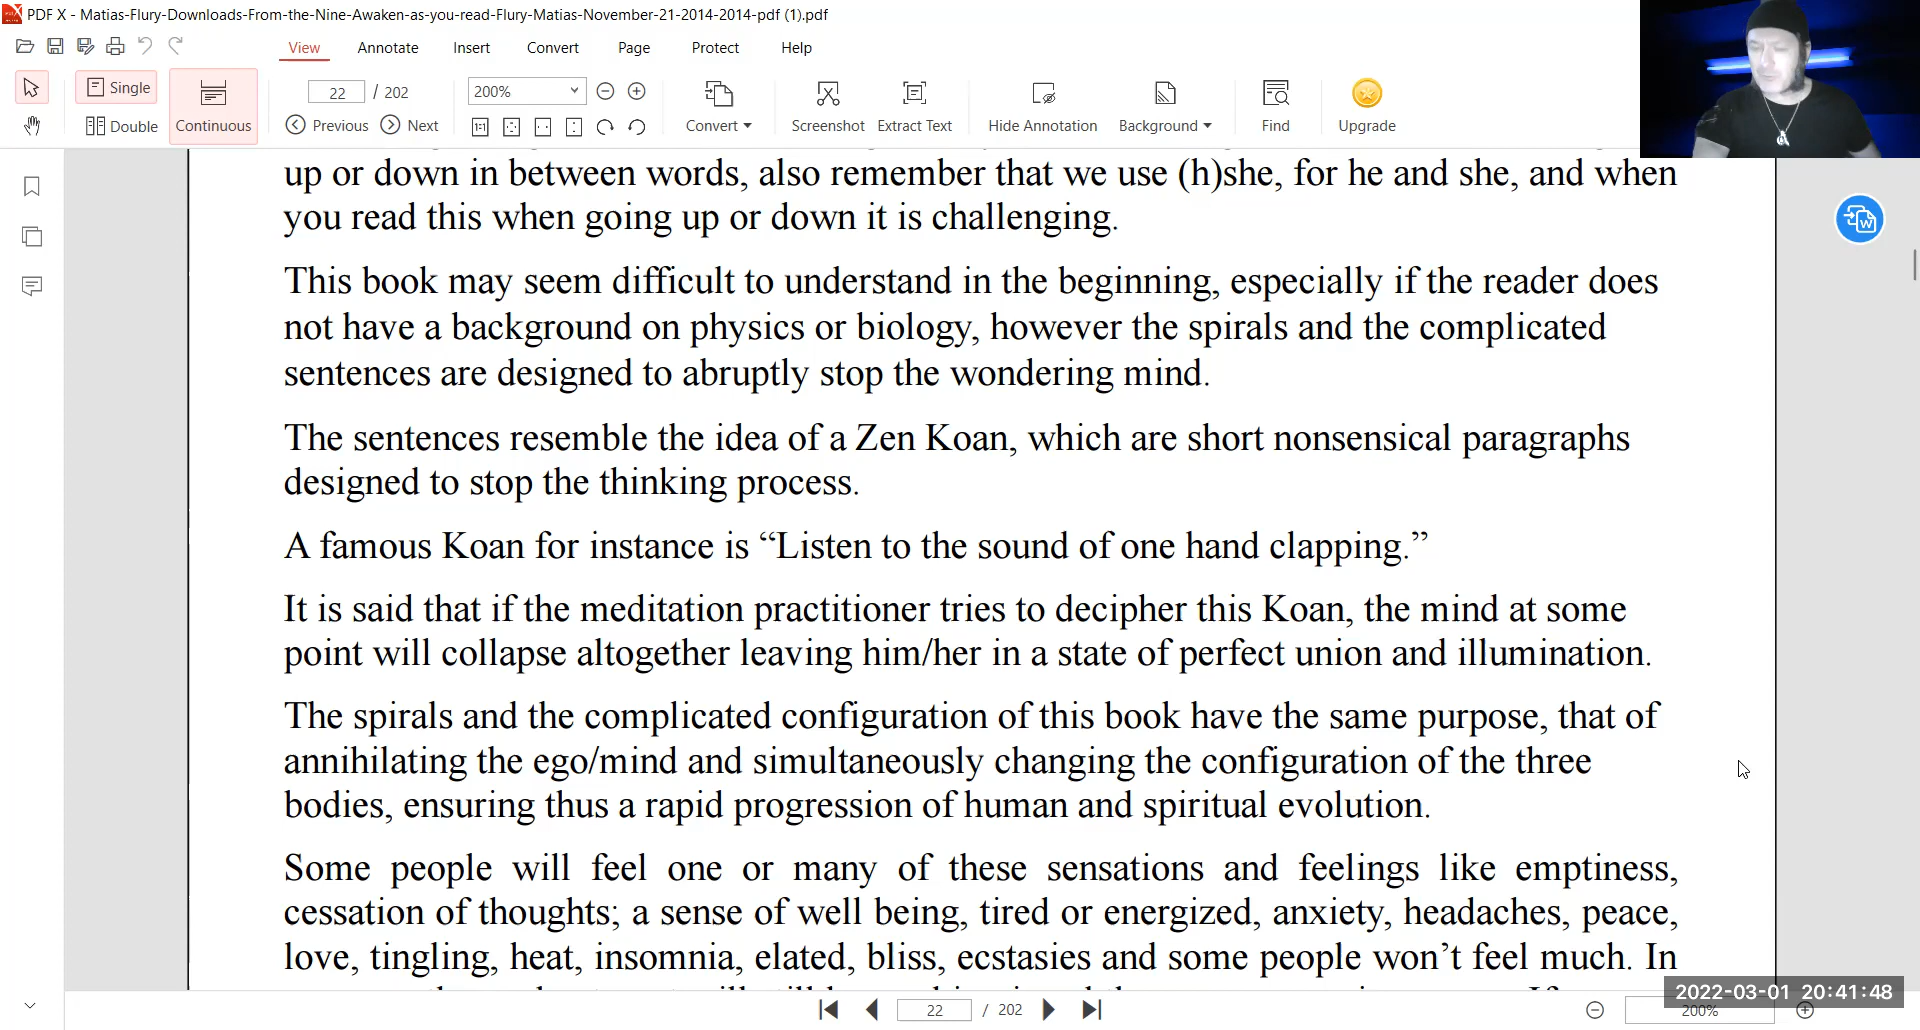 PDF X - Matias-Flury-Downloads-From-the-Nine-Awaken-as-you-read-Flury-Matias-November-21-2014-2014-pdf (1).pdf
View Annotate Insert Convert Page Protect Help
Single
Double
Continuous
22 / 202
Previous Next
200%
Convert
Screenshot
Extract Text
Hide Annotation
Background
Find
Upgrade
up or down in between words, also remember that we use (h)she, for he and she, and when
you read this when going up or down it is challenging.
This book may seem difficult to understand in the beginning, especially if the reader does
not have a background on physics or biology, however the spirals and the complicated
sentences are designed to abruptly stop the wondering mind.
The sentences resemble the idea of a Zen Koan, which are short nonsensical paragraphs
designed to stop the thinking process.
A famous Koan for instance is “Listen to the sound of one hand clapping.”
It is said that if the meditation practitioner tries to decipher this Koan, the mind at some
point will collapse altogether leaving him/her in a state of perfect union and illumination.
The spirals and the complicated configuration of this book have the same purpose, that of
annihilating the ego/mind and simultaneously changing the configuration of the three
bodies, ensuring thus a rapid progression of human and spiritual evolution.
Some people will feel one or many of these sensations and feelings like emptiness,
cessation of thoughts; a sense of well being, tired or energized, anxiety, headaches, peace,
love, tingling, heat, insomnia, elated, bliss, ecstasies and some people won’t feel much. In
2022-03-01 20:41:48
22 / 202
200%